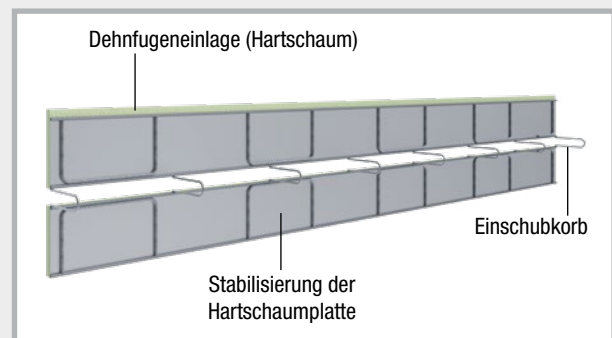 Dehnfugeneinlage (Hartschaum)
Einschubkorb
Stabilisierung der
Hartschaumplatte